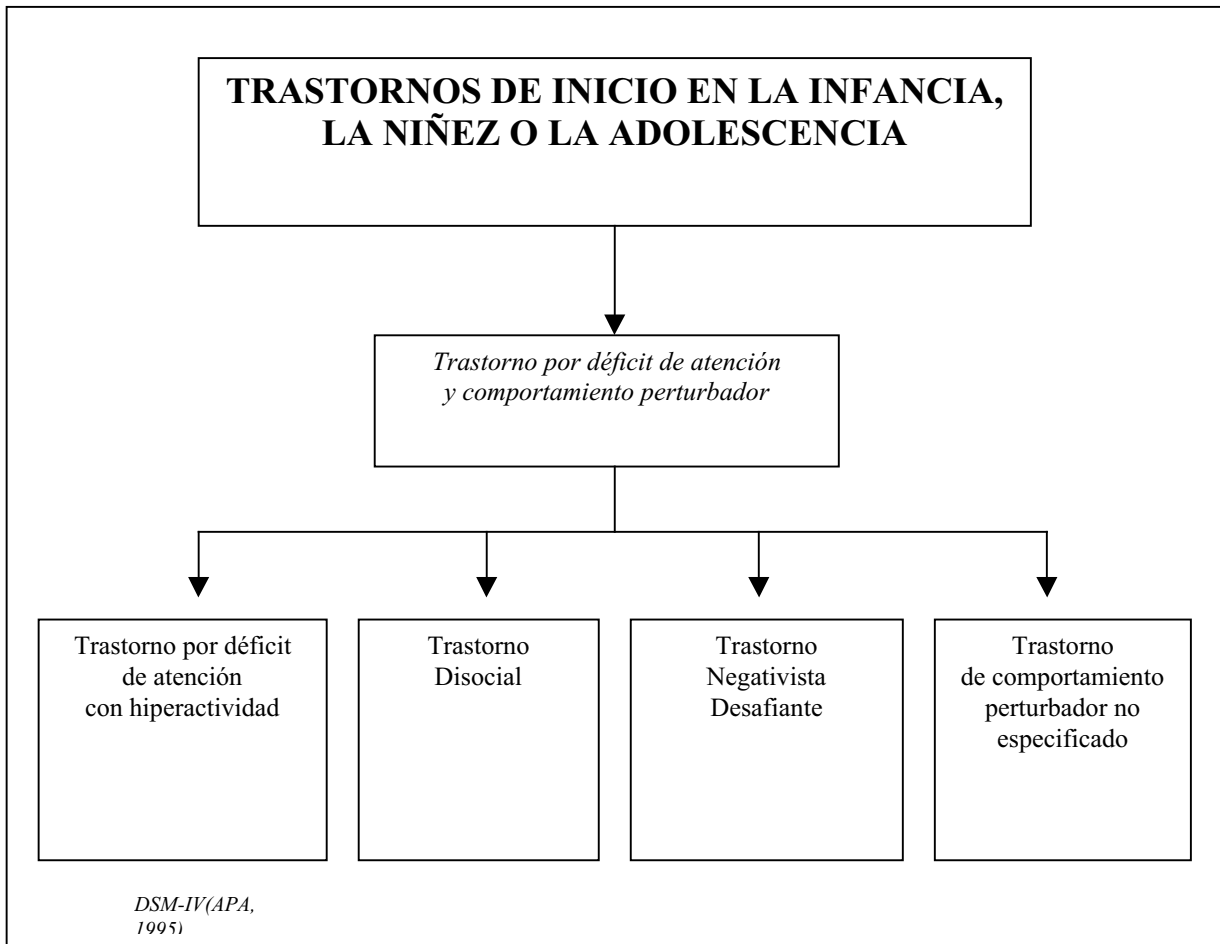 TRASTORNOS DE INICIO EN LA INFANCIA,
LA NIÑEZ O LA ADOLESCENCIA
Trastorno por déficit de atención
y comportamiento perturbador
Trastorno por déficit
de atención
con hiperactividad
Trastorno
Disocial
Trastorno
Negativista
Desafiante
Trastorno
de comportamiento
perturbador no
especificado
DSM-IV(APA,
1995)